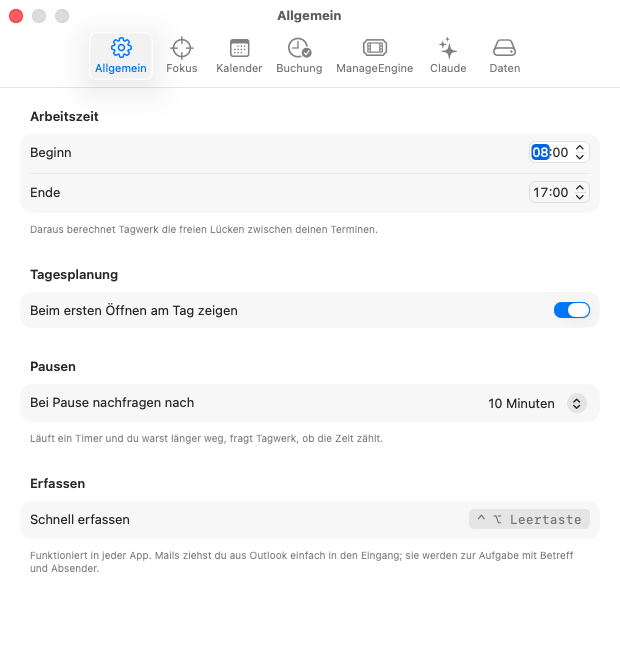 Allgemein
Allgemein Fokus Kalender Buchung ManageEngine Claude Daten
Arbeitszeit
Beginn 08:00
Ende 17:00
Daraus berechnet Tagwerk die freien Lücken zwischen deinen Terminen.
Tagesplanung
Beim ersten Öffnen am Tag zeigen
Pausen
Bei Pause nachfragen nach 10 Minuten
Läuft ein Timer und du warst länger weg, fragt Tagwerk, ob die Zeit zählt.
Erfassen
Schnell erfassen ^ ⌥ Leertaste
Funktioniert in jeder App. Mails ziehst du aus Outlook einfach in den Eingang; sie werden zur Aufgabe mit Betreff
und Absender.